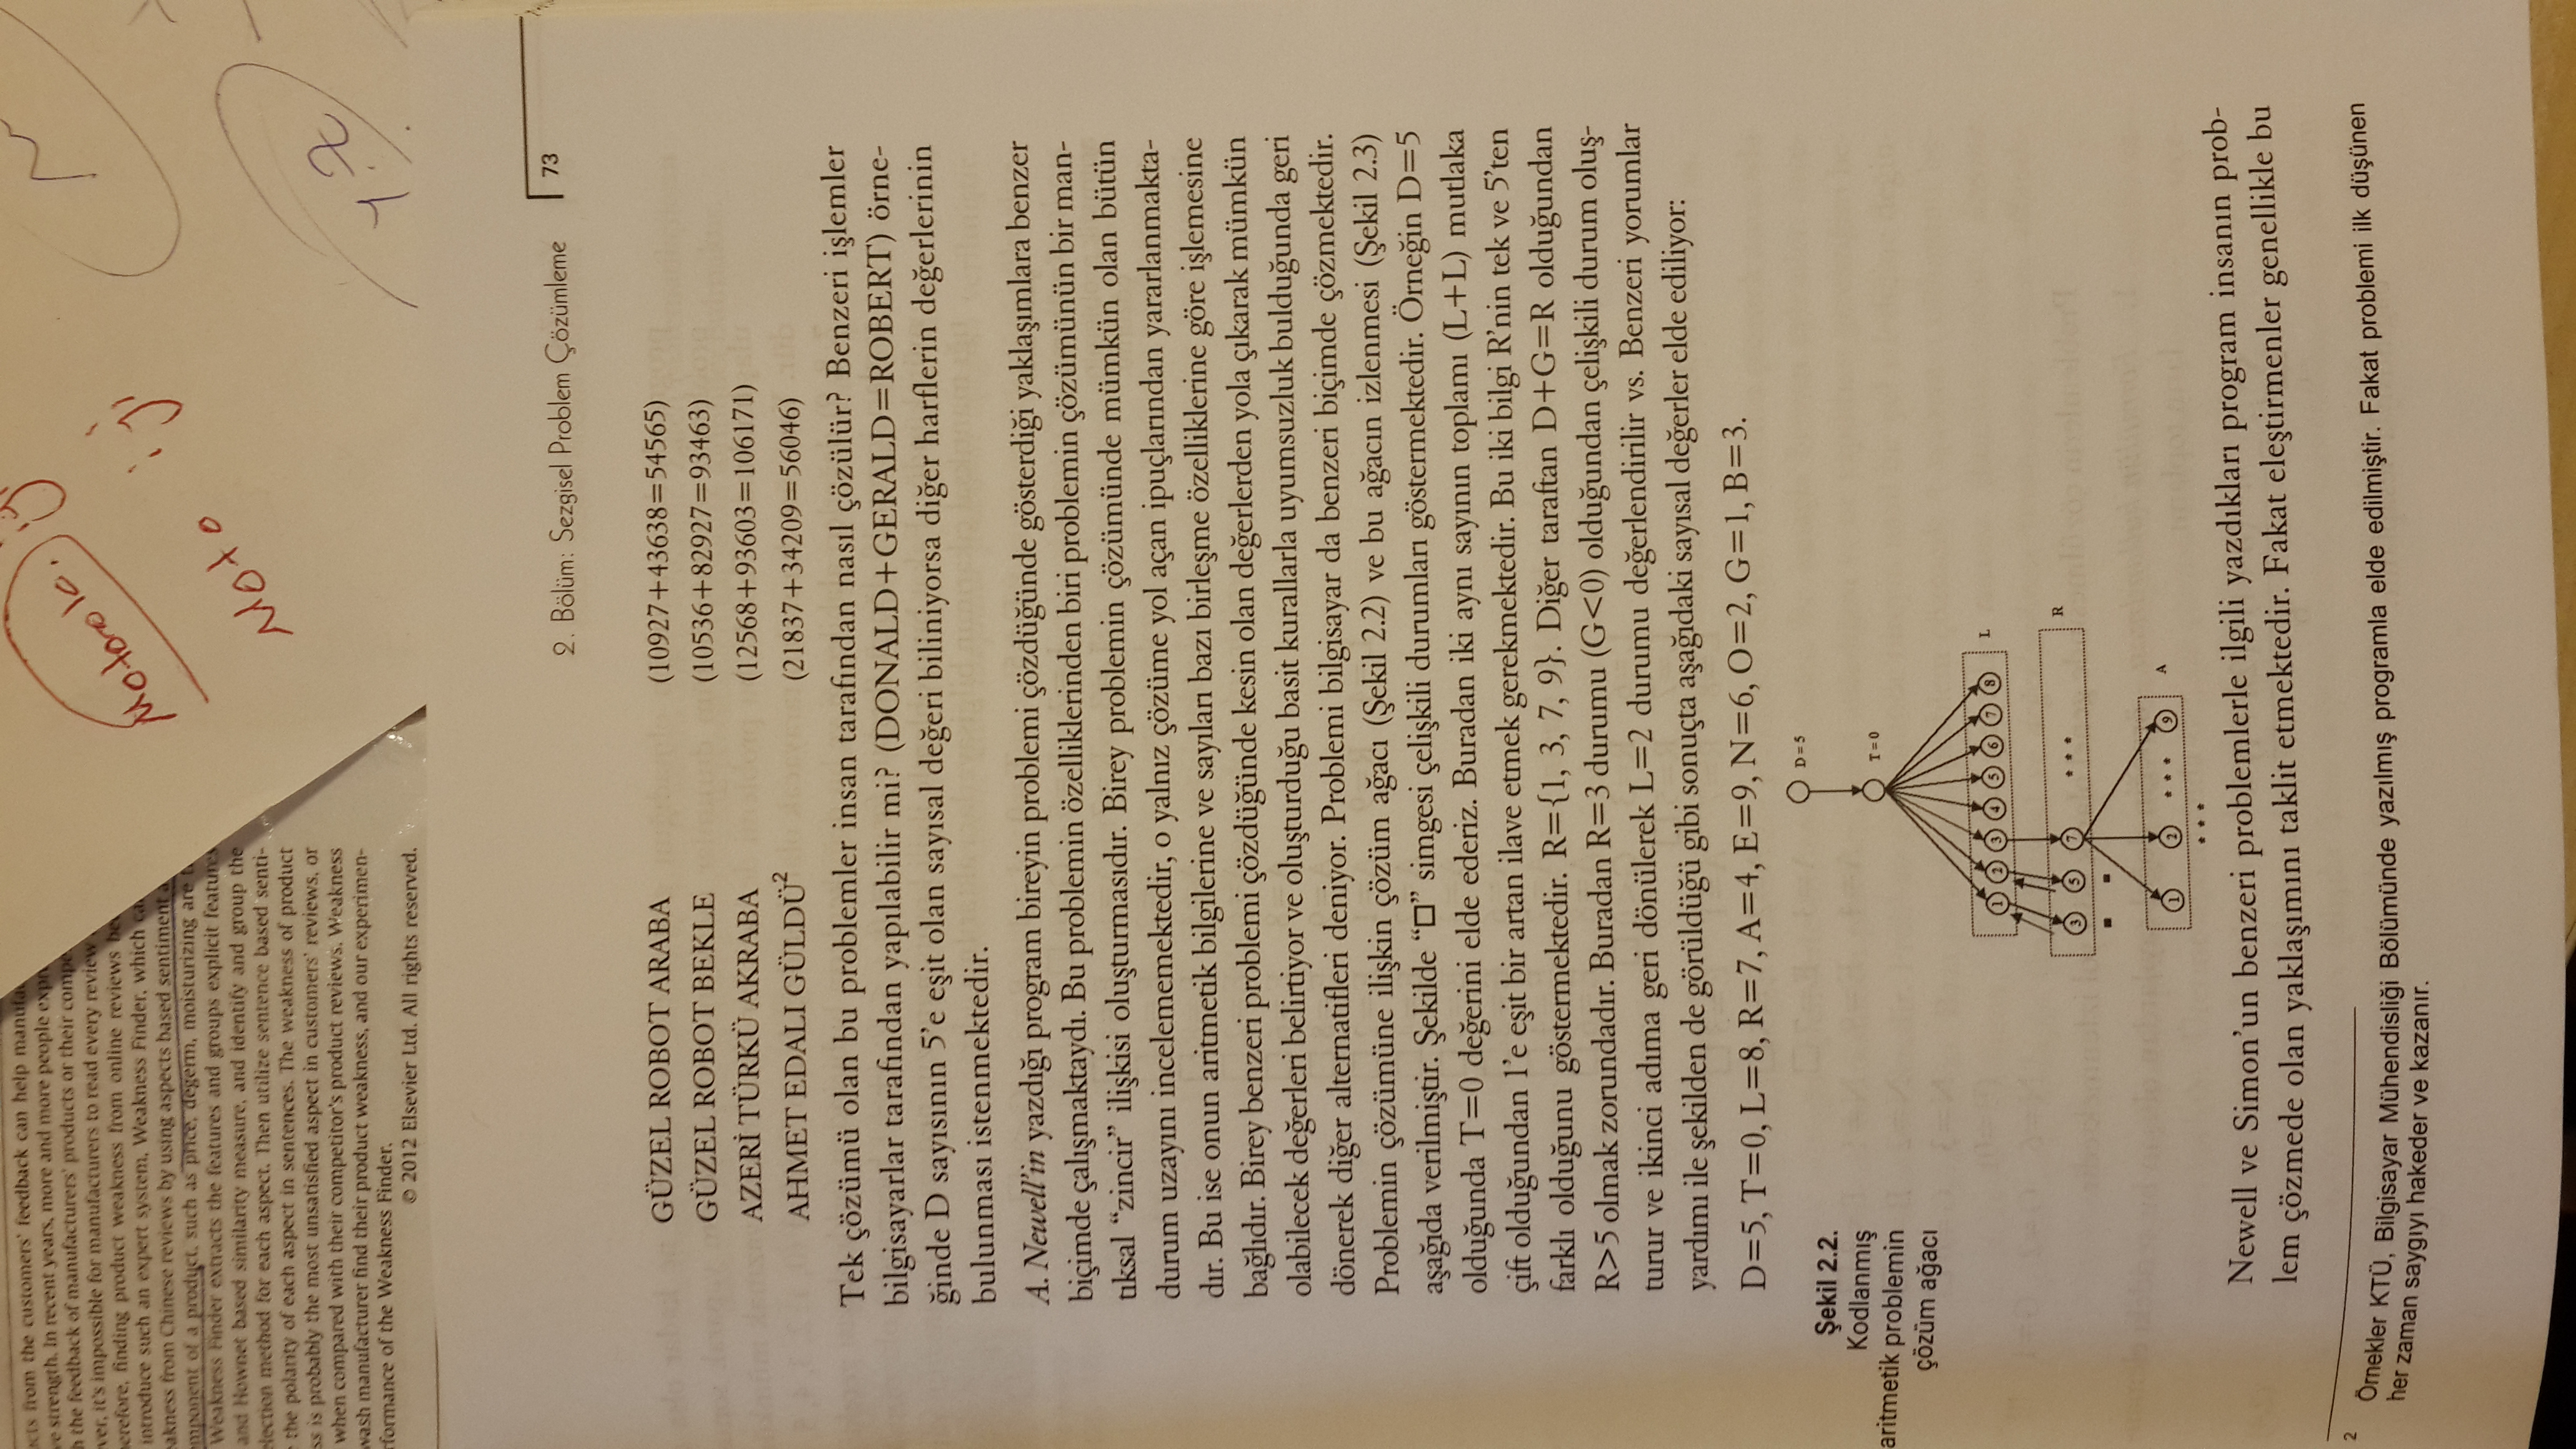 from the customers' feedback can help
strength. In recent years, more and more people
the feedback of manufacturers' products or their
it's impossible for manufacturers to read every review
finding product weakness from online reviews
introduce such an expert system, Weakness Finder, which
from Chinese reviews by using aspects based sentiment
of a product, such as price, degerm, moisturizing are
Weakness Finder extracts the features and groups explicit features
and Hownet based similarity measure, and identify and group the
method for each aspect. Then utilize sentence based senti-
the polarity of each aspect in sentences. The weakness of product
is probably the most unsatisfied aspect in customers' reviews, or
when compared with their competitor's product reviews. Weakness
wash manufacturer find their product weakness, and our experimen-
of the Weakness Finder.
© 2012 Elsevier Ltd. All rights reserved.
Motorola. iyi
Moto iyi
2. Bölüm: Sezgisel Problem Çözümleme 73
GÜZEL ROBOT ARABA (10927+43638=54565)
GÜZEL ROBOT BEKLE (10536+82927=93463)
AZERİ TÜRKÜ AKRABA (12568+93603=106171)
AHMET EDALI GÜLDÜ² (21837+34209=56046)
Tek çözümü olan bu problemler insan tarafından nasıl çözülür? Benzeri işlemler
bilgisayarlar tarafından yapılabilir mi? (DONALD+GERALD=ROBERT) örne-
ğinde D sayısının 5'e eşit olan sayısal değeri biliniyorsa diğer harflerin değerlerinin
bulunması istenmektedir.
A. Newell'in yazdığı program bireyin problemi çözdüğünde gösterdiği yaklaşımlara benzer
biçimde çalışmaktaydı. Bu problemin özelliklerinden biri problemin çözümünün bir man-
tıksal “zincir” ilişkisi oluşturmasıdır. Birey problemin çözümünde mümkün olan bütün
durum uzayını incelememektedir, o yalnız çözüme yol açan ipuçlarından yararlanmakta-
dır. Bu ise onun aritmetik bilgilerine ve sayıları bazı birleşme özelliklerine göre işlemesine
bağlıdır. Birey benzeri problemi çözdüğünde kesin olan değerlerden yola çıkarak mümkün
olabilecek değerleri belirtiyor ve oluşturduğu basit kurallarla uyumsuzluk bulduğunda geri
dönerek diğer alternatifleri deniyor. Problemi bilgisayar da benzeri biçimde çözmektedir.
Problemin çözümüne ilişkin çözüm ağacı (Şekil 2.2) ve bu ağacın izlenmesi (Şekil 2.3)
aşağıda verilmiştir. Şekilde “□” simgesi çelişkili durumları göstermektedir. Örneğin D=5
olduğunda T=0 değerini elde ederiz. Buradan iki aynı sayının toplamı (L+L) mutlaka
çift olduğundan 1'e eşit bir artan ilave etmek gerekmektedir. Bu iki bilgi R'nin tek ve 5'ten
farklı olduğunu göstermektedir. R={1, 3, 7, 9}. Diğer taraftan D+G=R olduğundan
R>5 olmak zorundadır. Buradan R=3 durumu (G<0) olduğundan çelişkili durum oluş-
turur ve ikinci adıma geri dönülerek L=2 durumu değerlendirilir vs. Benzeri yorumlar
yardımı ile şekilden de görüldüğü gibi sonuçta aşağıdaki sayısal değerler elde ediliyor:
D=5, T=0, L=8, R=7, A=4, E=9, N=6, O=2, G=1, B=3.
Şekil 2.2.
Kodlanmış
aritmetik problemin
çözüm ağacı
D=5
T=0
1 2 3 4 5 6 7 8 L
3 5 7 • • • R
1 2 • • • 9 A
• • •
Newell ve Simon'un benzeri problemlerle ilgili yazdıkları program insanın prob-
lem çözmede olan yaklaşımını taklit etmektedir. Fakat eleştirmenler genellikle bu
2 Örnekler KTÜ, Bilgisayar Mühendisliği Bölümünde yazılmış programla elde edilmiştir. Fakat problemi ilk düşünen
her zaman saygıyı hakeder ve kazanır.